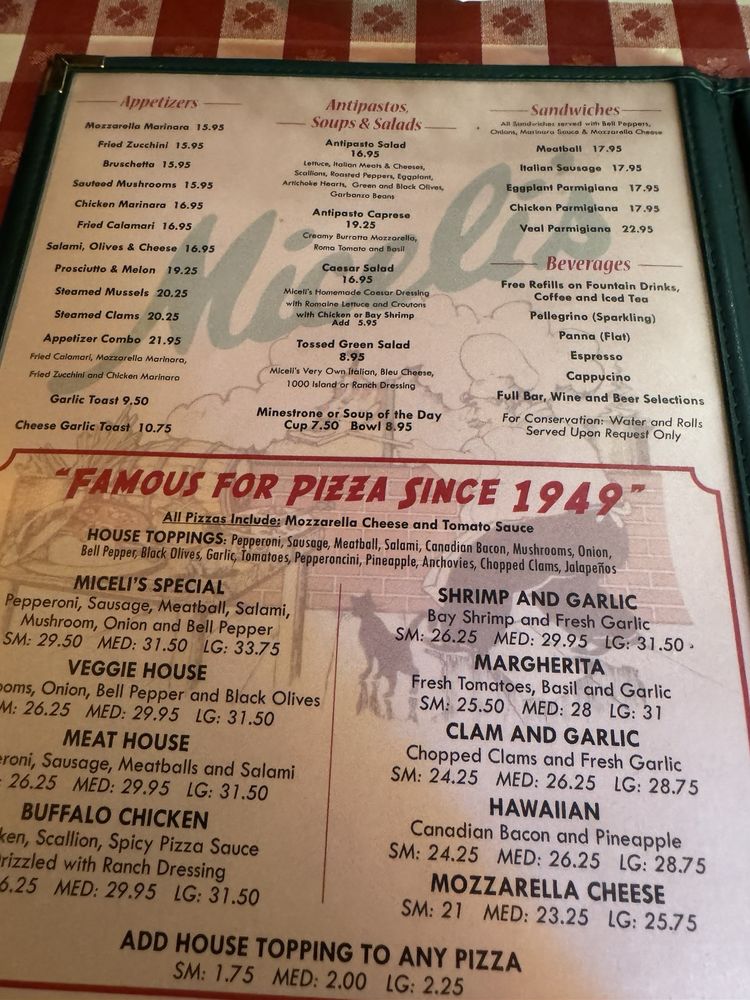 Appetizers
Mozzarella Marinara 15.95
Fried Zucchini 15.95
Bruschetta 15.95
Sauteed Mushrooms 15.95
Chicken Marinara 16.95
Fried Calamari 16.95
Salami, Olives & Cheese 16.95
Prosciutto & Melon 19.25
Steamed Mussels 20.25
Steamed Clams 20.25
Appetizer Combo 21.95
Fried Calamari, Mozzarella Marinara,
Fried Zucchini and Chicken Marinara
Garlic Toast 9.50
Cheese Garlic Toast 10.75
Antipastos,
Soups & Salads
Antipasto Salad
16.95
Lettuce, Italian Meats & Cheeses,
Scallions, Roasted Peppers, Eggplant,
Artichoke Hearts, Green and Black Olives,
Garbanzo Beans
Antipasto Caprese
19.25
Creamy Burratta Mozzarella,
Roma Tomato and Basil
Caesar Salad
16.95
Miceli's Homemade Caesar Dressing
with Romaine Lettuce and Croutons
with Chicken or Bay Shrimp
Add 5.95
Tossed Green Salad
8.95
Miceli's Very Own Italian, Bleu Cheese,
1000 Island or Ranch Dressing
Minestrone or Soup of the Day
Cup 7.50 Bowl 8.95
Sandwiches
All Sandwiches served with Bell Peppers,
Onions, Marinara Sauce & Mozzarella Cheese
Meatball 17.95
Italian Sausage 17.95
Eggplant Parmigiana 17.95
Chicken Parmigiana 17.95
Veal Parmigiana 22.95
Beverages
Free Refills on Fountain Drinks,
Coffee and Iced Tea
Pellegrino (Sparkling)
Panna (Flat)
Espresso
Cappucino
Full Bar, Wine and Beer Selections
For Conservation: Water and Rolls
Served Upon Request Only
Miceli's
"FAMOUS FOR PIZZA SINCE 1949"
All Pizzas Include: Mozzarella Cheese and Tomato Sauce
HOUSE TOPPINGS: Pepperoni, Sausage, Meatball, Salami, Canadian Bacon, Mushrooms, Onion,
Bell Pepper, Black Olives, Garlic, Tomatoes, Pepperoncini, Pineapple, Anchovies, Chopped Clams, Jalapeños
MICELI'S SPECIAL
Pepperoni, Sausage, Meatball, Salami,
Mushroom, Onion and Bell Pepper
SM: 29.50 MED: 31.50 LG: 33.75
VEGGIE HOUSE
ooms, Onion, Bell Pepper and Black Olives
M: 26.25 MED: 29.95 LG: 31.50
MEAT HOUSE
eroni, Sausage, Meatballs and Salami
: 26.25 MED: 29.95 LG: 31.50
BUFFALO CHICKEN
ken, Scallion, Spicy Pizza Sauce
rizzled with Ranch Dressing
6.25 MED: 29.95 LG: 31.50
SHRIMP AND GARLIC
Bay Shrimp and Fresh Garlic
SM: 26.25 MED: 29.95 LG: 31.50
MARGHERITA
Fresh Tomatoes, Basil and Garlic
SM: 25.50 MED: 28 LG: 31
CLAM AND GARLIC
Chopped Clams and Fresh Garlic
SM: 24.25 MED: 26.25 LG: 28.75
HAWAIIAN
Canadian Bacon and Pineapple
SM: 24.25 MED: 26.25 LG: 28.75
MOZZARELLA CHEESE
SM: 21 MED: 23.25 LG: 25.75
ADD HOUSE TOPPING TO ANY PIZZA
SM: 1.75 MED: 2.00 LG: 2.25